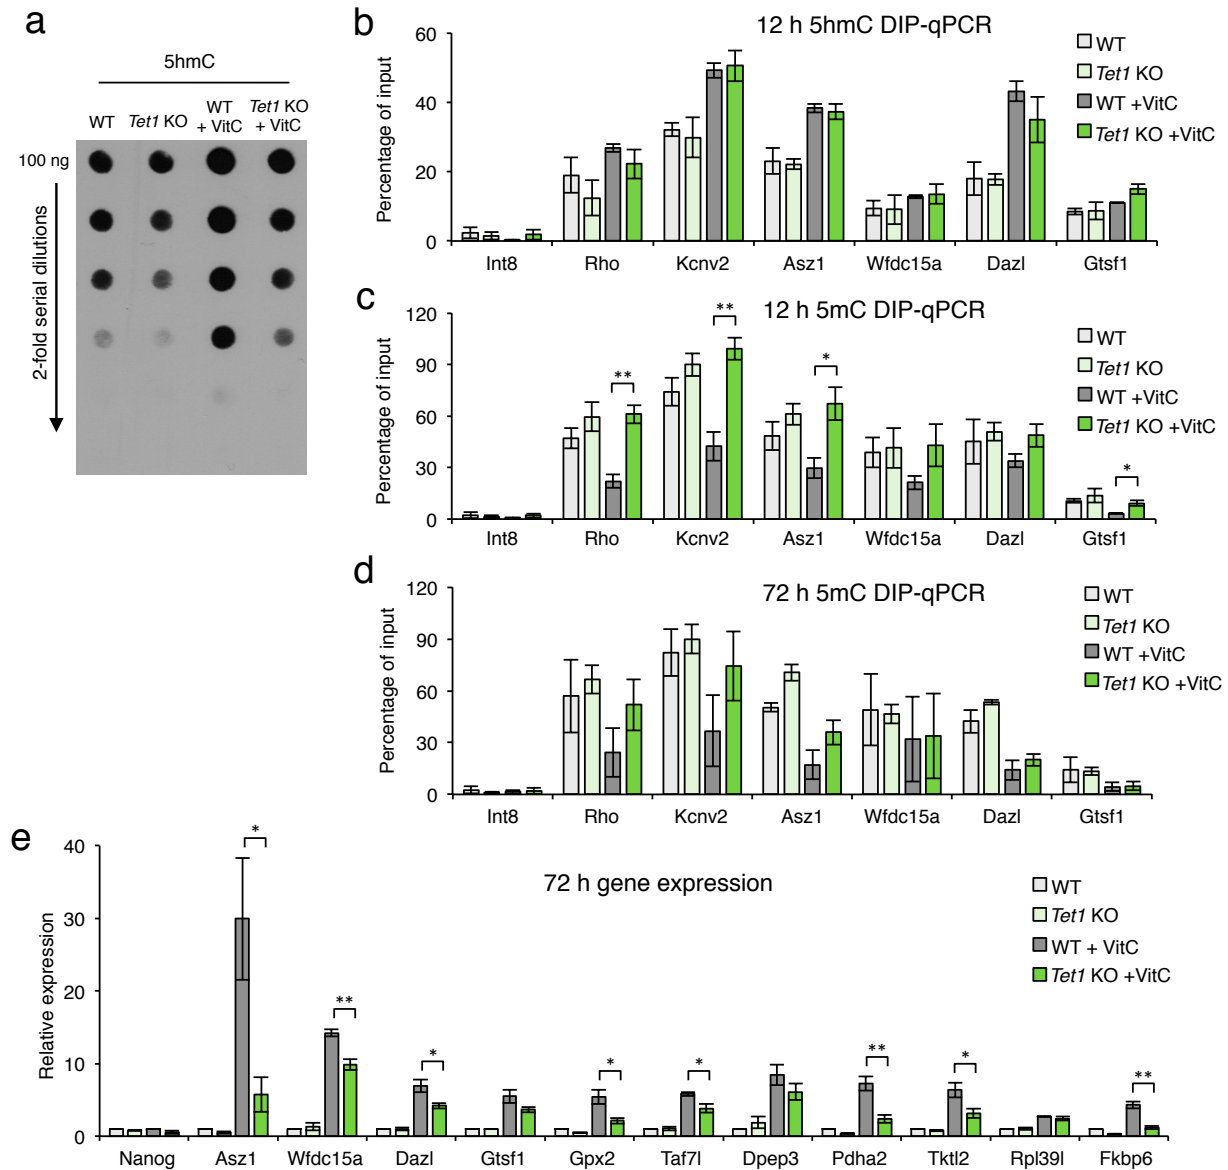 a
5hmC
WT
Tet1 KO
WT + VitC
Tet1 KO + VitC
100 ng
2-fold serial dilutions
b
12 h 5hmC DIP-qPCR
Percentage of input
60
40
20
0
Int8 Rho Kcnv2 Asz1 Wfdc15a Dazl Gtsf1
WT
Tet1 KO
WT +VitC
Tet1 KO +VitC
c
12 h 5mC DIP-qPCR
Percentage of input
120
90
60
30
0
** ** * *
Int8 Rho Kcnv2 Asz1 Wfdc15a Dazl Gtsf1
WT
Tet1 KO
WT +VitC
Tet1 KO +VitC
d
72 h 5mC DIP-qPCR
Percentage of input
120
90
60
30
0
Int8 Rho Kcnv2 Asz1 Wfdc15a Dazl Gtsf1
WT
Tet1 KO
WT +VitC
Tet1 KO +VitC
e
72 h gene expression
Relative expression
40
30
20
10
0
* ** * * * ** * **
Nanog Asz1 Wfdc15a Dazl Gtsf1 Gpx2 Taf7l Dpep3 Pdha2 Tktl2 Rpl39l Fkbp6
WT
Tet1 KO
WT + VitC
Tet1 KO +VitC